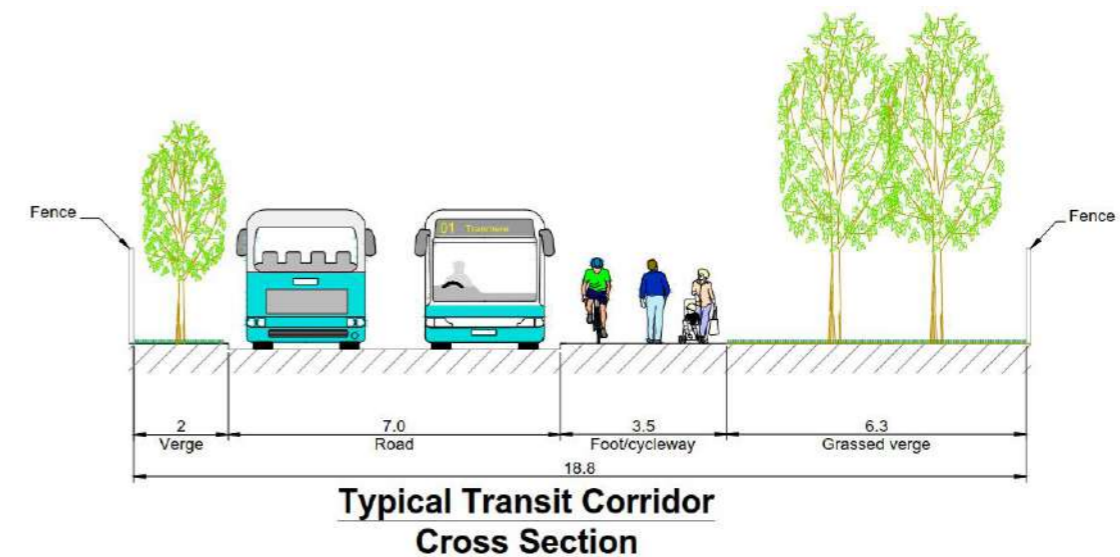 Fence
Fence
01
2
7.0
3.5
6.3
Verge
Road
Foot/cycleway
Grassed verge
18.8
Typical Transit Corridor
Cross Section